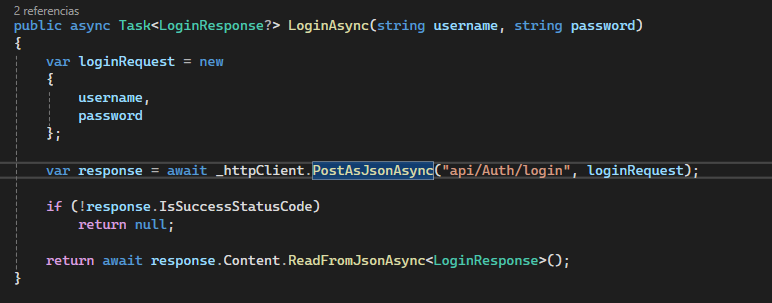 2 referencias
public async Task<LoginResponse?> LoginAsync(string username, string password)
{
var loginRequest = new
{
username,
password
};
var response = await _httpClient.PostAsJsonAsync("api/Auth/login", loginRequest);
if (!response.IsSuccessStatusCode)
return null;
return await response.Content.ReadFromJsonAsync<LoginResponse>();
}